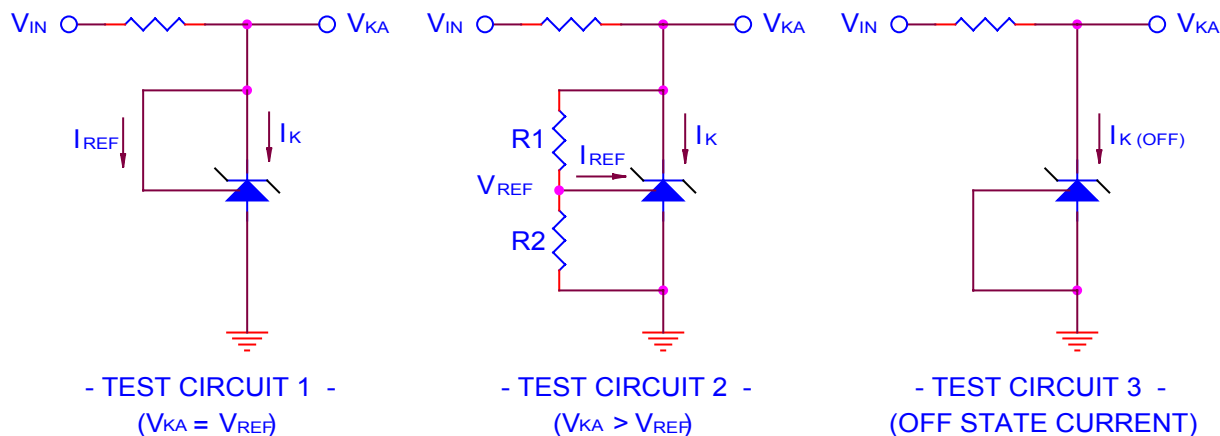 VIN VKA VIN VKA VIN VKA
IREF IK
R1 IREF IK
VREF
R2
IK (OFF)
- TEST CIRCUIT 1 -
(VKA = VREF)
- TEST CIRCUIT 2 -
(VKA > VREF)
- TEST CIRCUIT 3 -
(OFF STATE CURRENT)